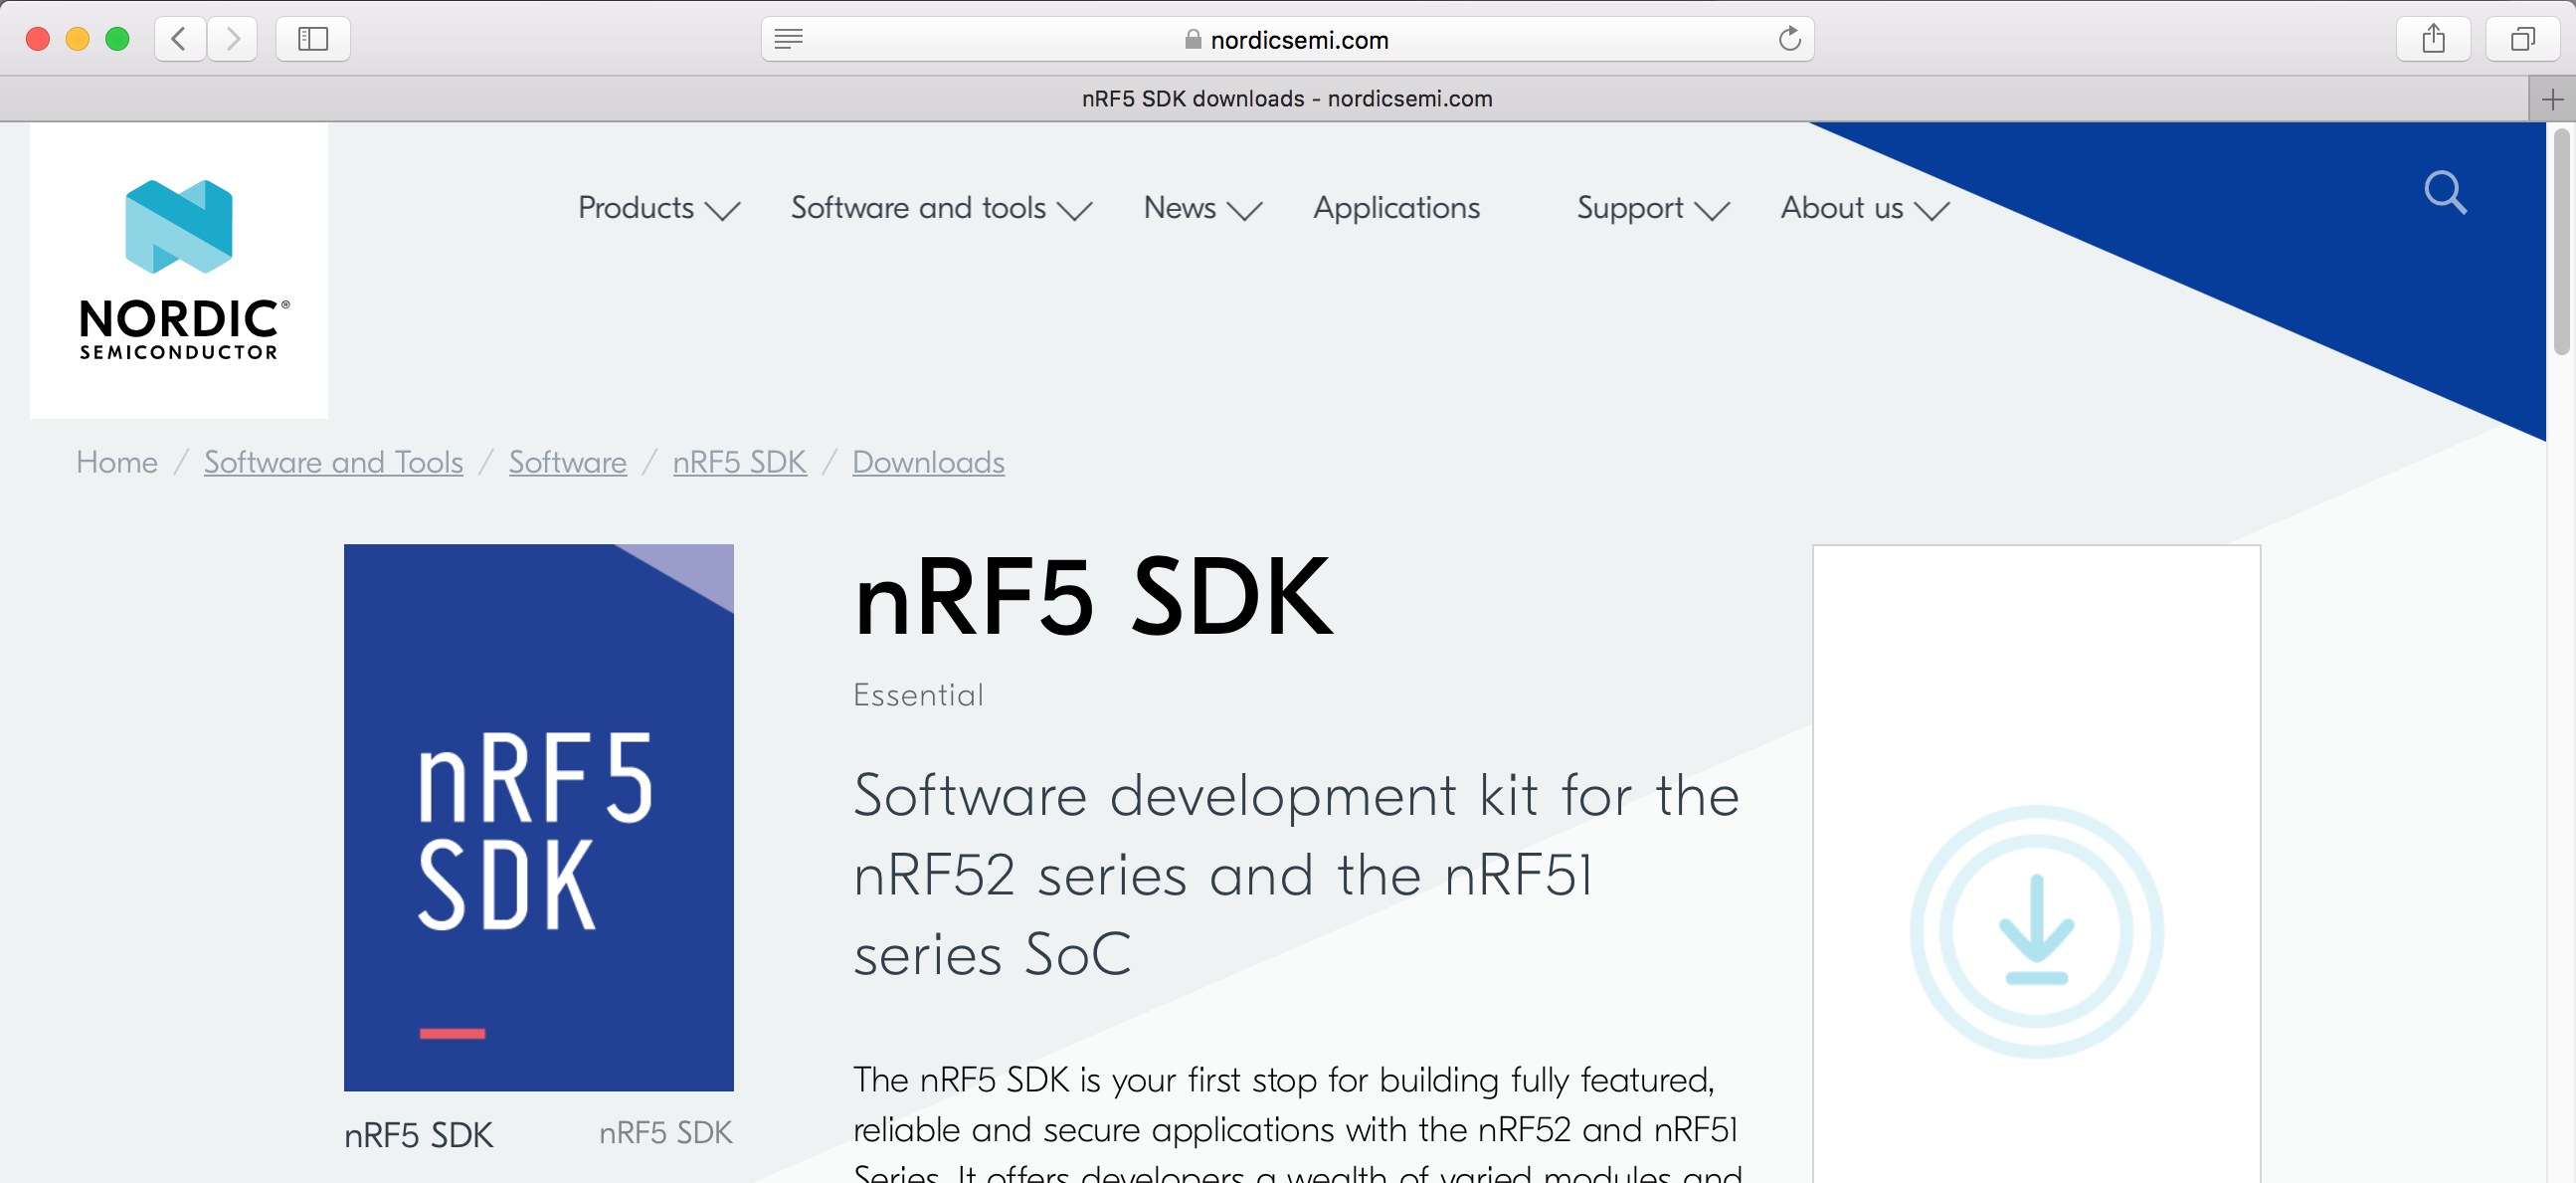 nordicsemi.com
nRF5 SDK downloads - nordicsemi.com
Products Software and tools News Applications Support About us
NORDIC®
SEMICONDUCTOR
Home / Software and Tools / Software / nRF5 SDK / Downloads
nRF5
SDK
nRF5 SDK nRF5 SDK
nRF5 SDK
Essential
Software development kit for the
nRF52 series and the nRF51
series SoC
The nRF5 SDK is your first stop for building fully featured,
reliable and secure applications with the nRF52 and nRF51
Series. It offers developers a wealth of varied modules and